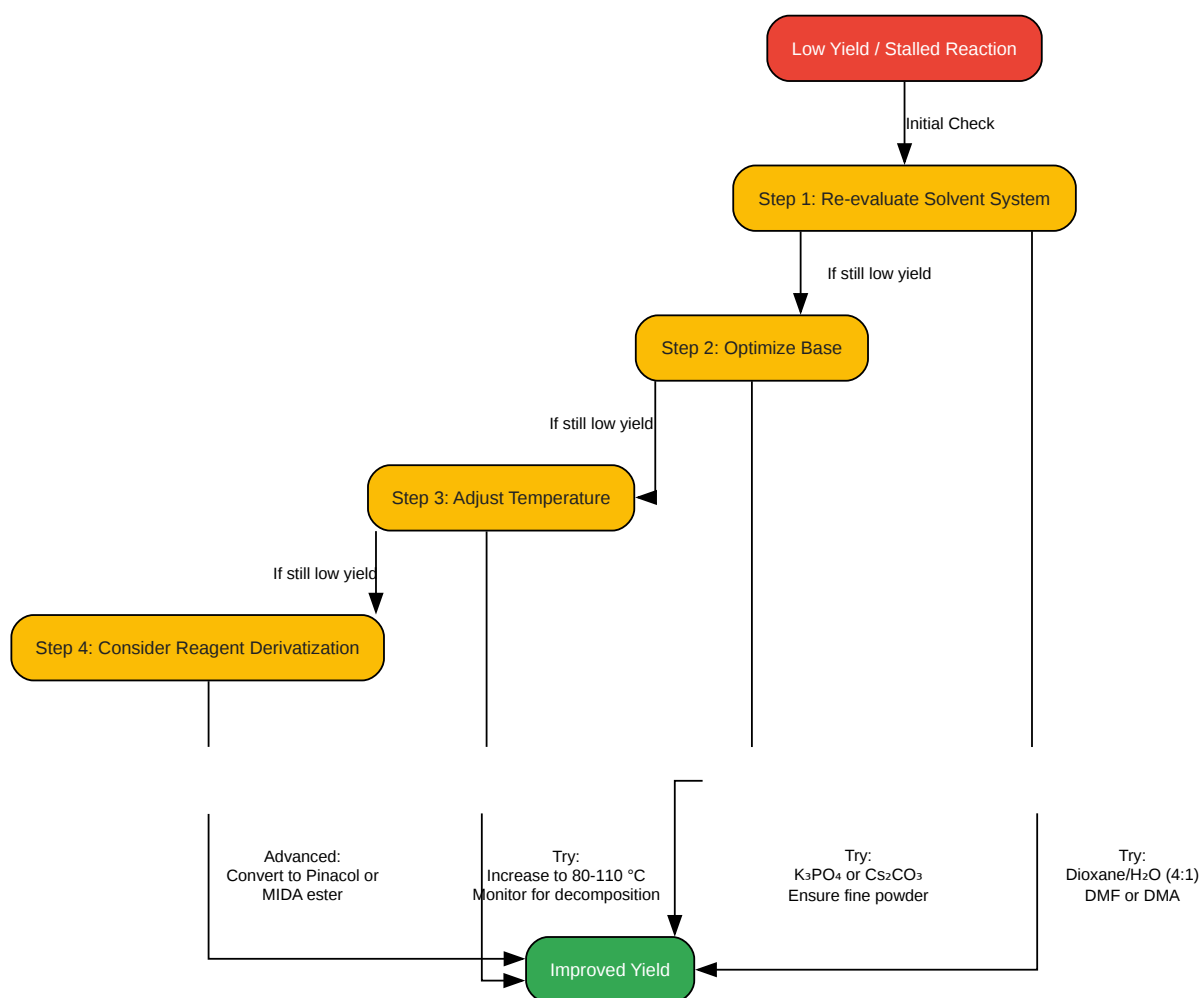 Low Yield / Stalled Reaction
Initial Check
Step 1: Re-evaluate Solvent System
If still low yield
Step 2: Optimize Base
If still low yield
Step 3: Adjust Temperature
If still low yield
Step 4: Consider Reagent Derivatization
Advanced:
Convert to Pinacol or
MIDA ester
Try:
Increase to 80-110 °C
Monitor for decomposition
Try:
K₃PO₄ or Cs₂CO₃
Ensure fine powder
Try:
Dioxane/H₂O (4:1)
DMF or DMA
Improved Yield